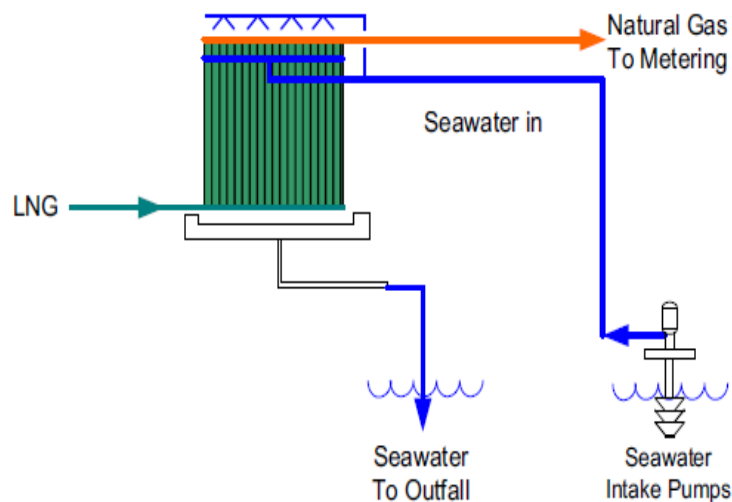 Natural Gas
To Metering
Seawater in
LNG
Seawater
To Outfall
Seawater
Intake Pumps